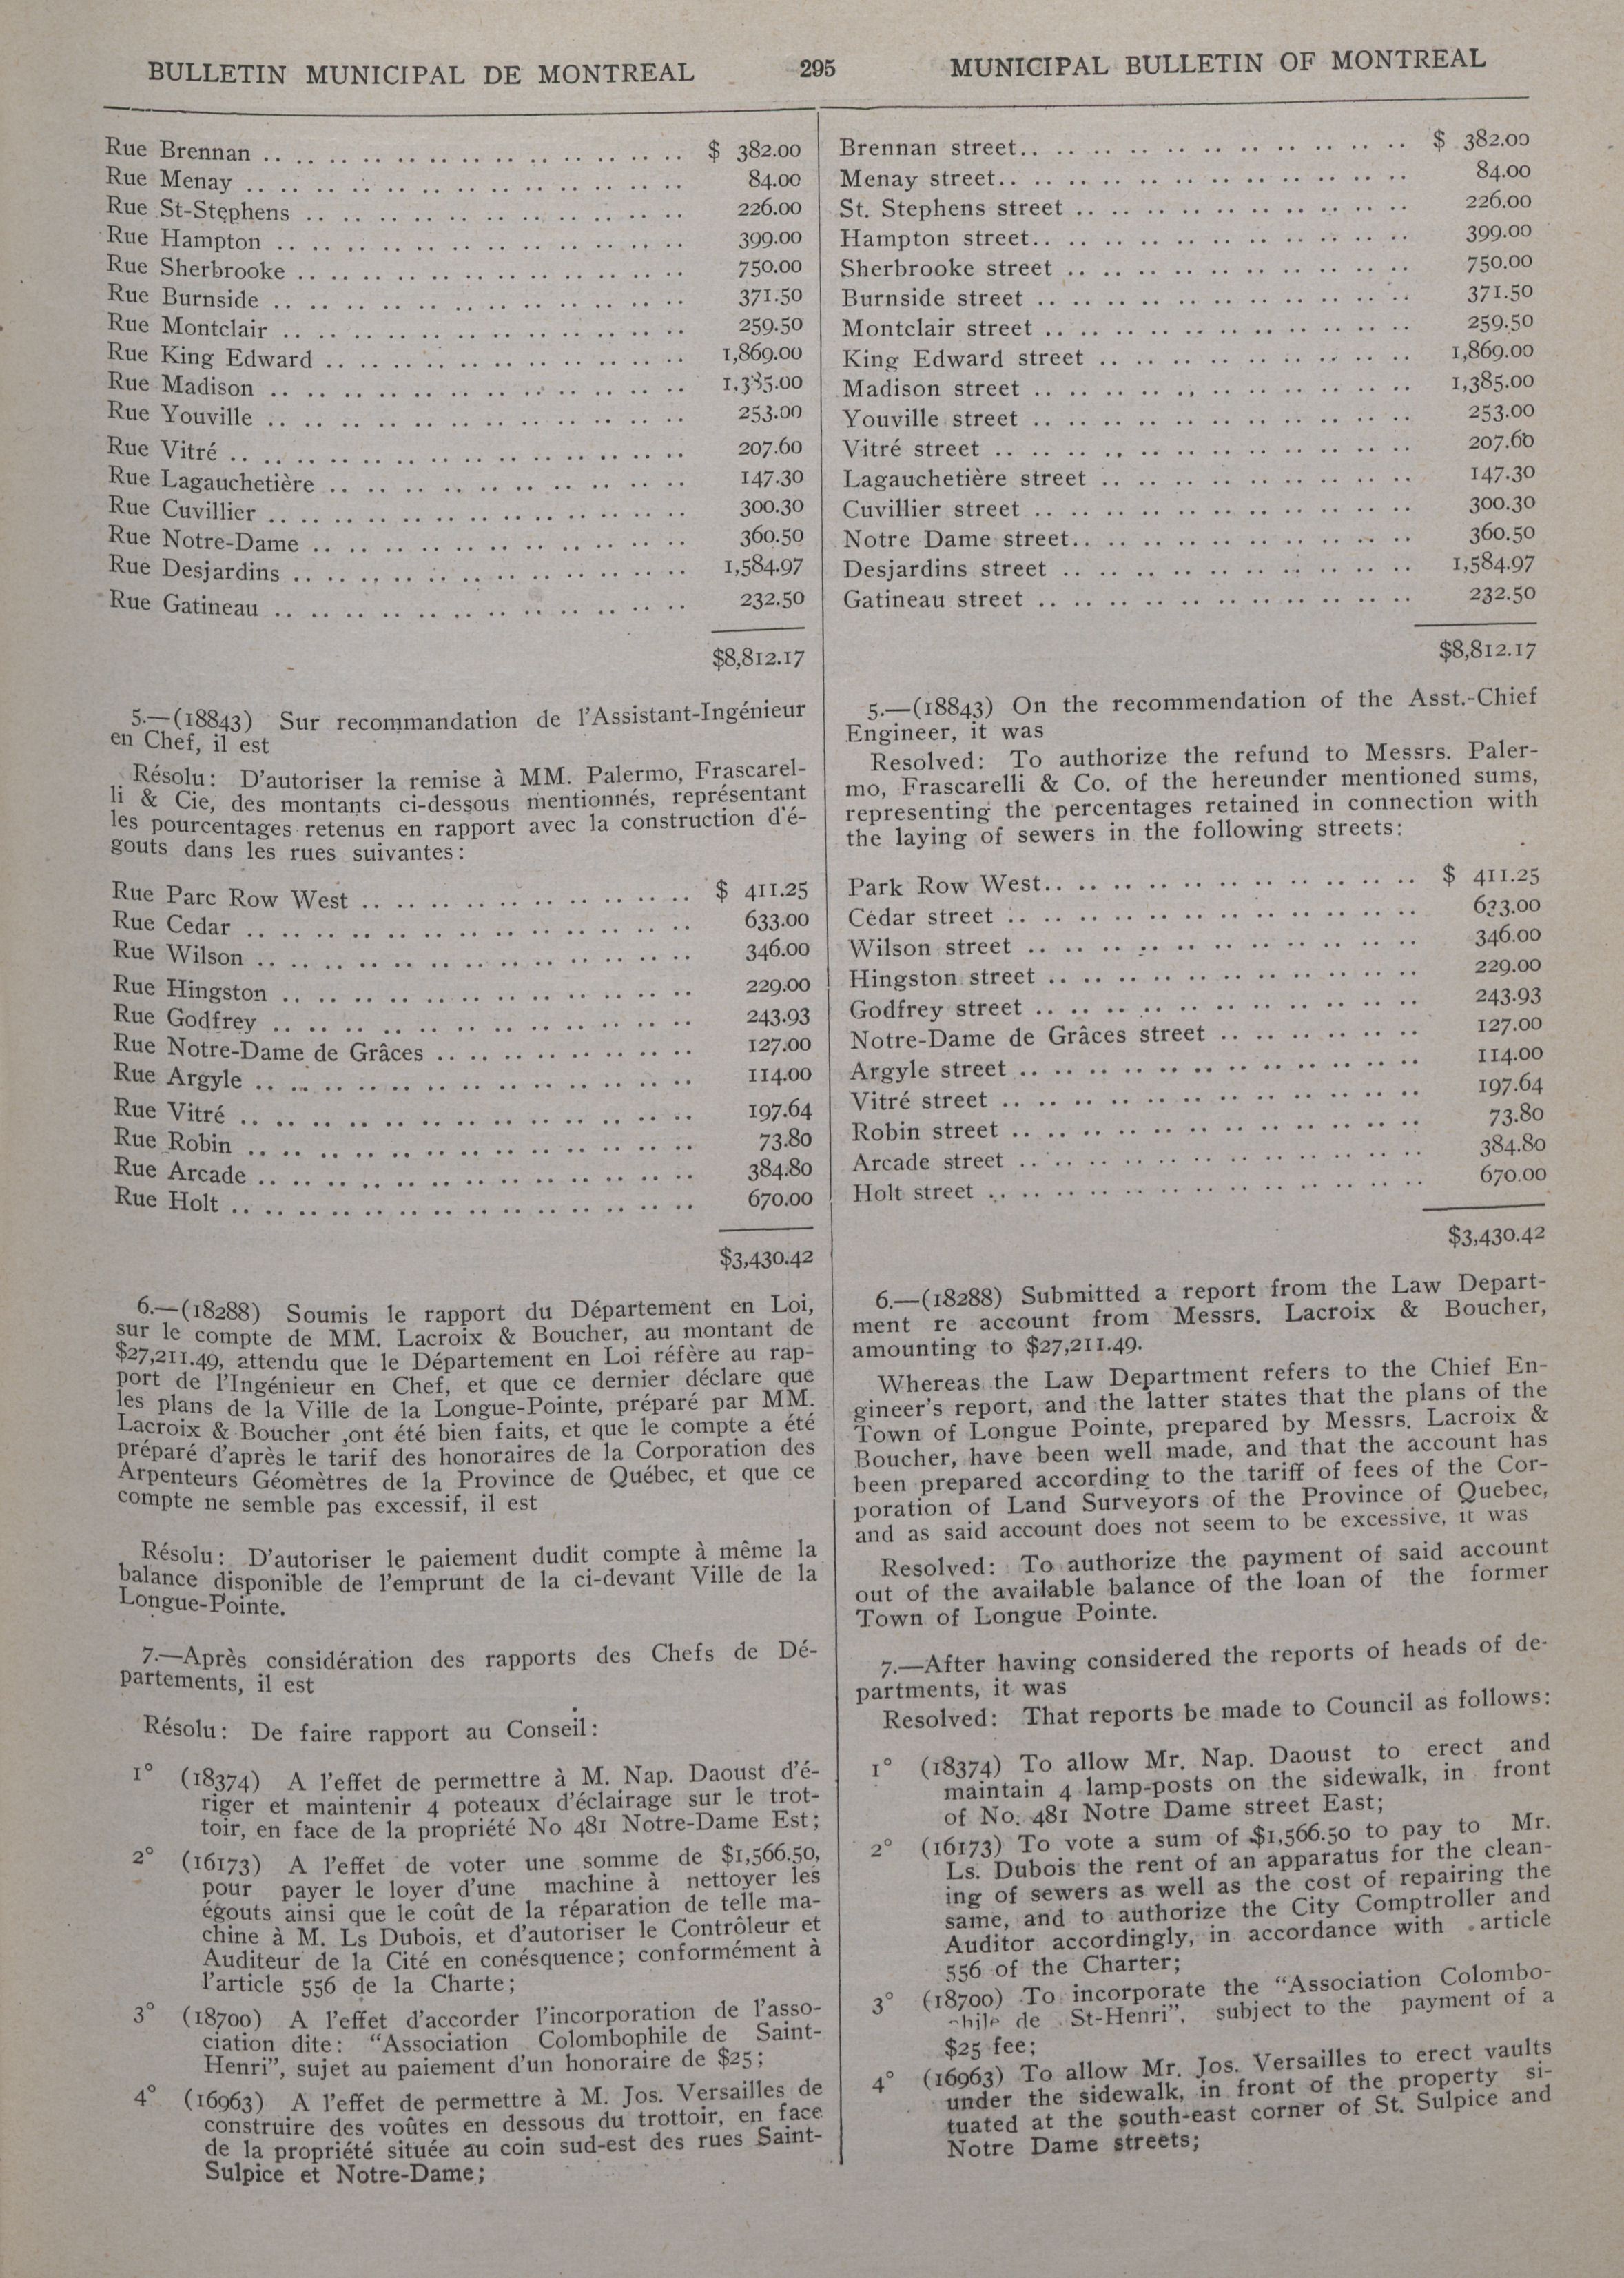 BULLETIN MUNICIPAL DE MONTREAL
295
MUNICIPAL BULLETIN OF MONTREAL
Rue Brennan .. .. .. .. .. .. .. .. .. .. .. .. $ 382.00
Rue Menay .. .. .. .. .. .. .. .. .. .. .. .. .. 84.00
Rue St-Stephens .. .. .. .. .. .. .. .. .. .. .. 226.00
Rue Hampton .. .. .. .. .. .. .. .. .. .. .. .. 399.00
Rue Sherbrooke .. .. .. .. .. .. .. .. .. .. .. 750.00
Rue Burnside .. .. .. .. .. .. .. .. .. .. .. .. 371.50
Rue Montclair .. .. .. .. .. .. .. .. .. .. .. .. 259.50
Rue King Edward .. .. .. .. .. .. .. .. .. .. .. 1,869.00
Rue Madison .. .. .. .. .. .. .. .. .. .. .. .. 1,385.00
Rue Youville .. .. .. .. .. .. .. .. .. .. .. .. 253.00
Rue Vitré .. .. .. .. .. .. .. .. .. .. .. .. .. 207.60
Rue Lagauchetière .. .. .. .. .. .. .. .. .. .. 147.30
Rue Cuvillier .. .. .. .. .. .. .. .. .. .. .. .. 300.30
Rue Notre-Dame .. .. .. .. .. .. .. .. .. .. .. 360.50
Rue Desjardins .. .. .. .. .. .. .. .. .. .. .. 1,584.97
Rue Gatineau .. .. .. .. .. .. .. .. .. .. .. .. 232.50
$8,812.17
5.—(18843) Sur recommandation de l'Assistant-Ingénieur
en Chef, il est
Résolu: D'autoriser la remise à MM. Palermo, Frascarel-
li & Cie, des montants ci-dessous mentionnés, représentant
les pourcentages retenus en rapport avec la construction d'é-
gouts dans les rues suivantes:
Rue Parc Row West .. .. .. .. .. .. .. .. .. .. $ 411.25
Rue Cedar .. .. .. .. .. .. .. .. .. .. .. .. .. 633.00
Rue Wilson .. .. .. .. .. .. .. .. .. .. .. .. .. 346.00
Rue Hingston .. .. .. .. .. .. .. .. .. .. .. .. 229.00
Rue Godfrey .. .. .. .. .. .. .. .. .. .. .. .. 243.93
Rue Notre-Dame de Grâces .. .. .. .. .. .. .. .. 127.00
Rue Argyle .. .. .. .. .. .. .. .. .. .. .. .. .. 114.00
Rue Vitré .. .. .. .. .. .. .. .. .. .. .. .. .. 197.64
Rue Robin .. .. .. .. .. .. .. .. .. .. .. .. .. 73.80
Rue Arcade .. .. .. .. .. .. .. .. .. .. .. .. .. 384.80
Rue Holt .. .. .. .. .. .. .. .. .. .. .. .. .. .. 670.00
$3,430.42
6.—(18288) Soumis le rapport du Département en Loi,
sur le compte de MM. Lacroix & Boucher, au montant de
$27,211.49, attendu que le Département en Loi réfère au rap-
port de l'Ingénieur en Chef, et que ce dernier déclare que
les plans de la Ville de la Longue-Pointe, préparé par MM.
Lacroix & Boucher ,ont été bien faits, et que le compte a été
préparé d'après le tarif des honoraires de la Corporation des
Arpenteurs Géomètres de la Province de Québec, et que ce
compte ne semble pas excessif, il est
Résolu: D'autoriser le paiement dudit compte à même la
balance disponible de l'emprunt de la ci-devant Ville de la
Longue-Pointe.
7.—Après considération des rapports des Chefs de Dé-
partements, il est
Résolu: De faire rapport au Conseil:
1° (18374) A l'effet de permettre à M. Nap. Daoust d'é-
riger et maintenir 4 poteaux d'éclairage sur le trot-
toir, en face de la propriété No 481 Notre-Dame Est;
2° (16173) A l'effet de voter une somme de $1,566.50,
pour payer le loyer d'une machine à nettoyer les
égouts ainsi que le coût de la réparation de telle ma-
chine à M. Ls Dubois, et d'autoriser le Contrôleur et
Auditeur de la Cité en conésquence; conformément à
l'article 556 de la Charte;
3° (18700) A l'effet d'accorder l'incorporation de l'asso-
ciation dite: "Association Colombophile de Saint-
Henri", sujet au paiement d'un honoraire de $25;
4° (16963) A l'effet de permettre à M. Jos. Versailles de
construire des voûtes en dessous du trottoir, en face
de la propriété située au coin sud-est des rues Saint-
Sulpice et Notre-Dame;
Brennan street.. .. .. .. .. .. .. .. .. .. .. $ 382.00
Menay street.. .. .. .. .. .. .. .. .. .. .. .. 84.00
St. Stephens street .. .. .. .. .. .. .. .. .. .. 226.00
Hampton street.. .. .. .. .. .. .. .. .. .. .. 399.00
Sherbrooke street .. .. .. .. .. .. .. .. .. .. 750.00
Burnside street .. .. .. .. .. .. .. .. .. .. .. 371.50
Montclair street .. .. .. .. .. .. .. .. .. .. .. 259.50
King Edward street .. .. .. .. .. .. .. .. .. 1,869.00
Madison street .. .. .. .. .. .. .. .. .. .. .. 1,385.00
Youville street .. .. .. .. .. .. .. .. .. .. .. 253.00
Vitré street .. .. .. .. .. .. .. .. .. .. .. .. 207.60
Lagauchetière street .. .. .. .. .. .. .. .. .. 147.30
Cuvillier street .. .. .. .. .. .. .. .. .. .. .. 300.30
Notre Dame street.. .. .. .. .. .. .. .. .. .. 360.50
Desjardins street .. .. .. .. .. .. .. .. .. .. 1,584.97
Gatineau street .. .. .. .. .. .. .. .. .. .. .. 232.50
$8,812.17
5.—(18843) On the recommendation of the Asst.-Chief
Engineer, it was
Resolved: To authorize the refund to Messrs. Paler-
mo, Frascarelli & Co. of the hereunder mentioned sums,
representing the percentages retained in connection with
the laying of sewers in the following streets:
Park Row West.. .. .. .. .. .. .. .. .. .. .. $ 411.25
Cedar street .. .. .. .. .. .. .. .. .. .. .. .. 633.00
Wilson street .. .. .. .. .. .. .. .. .. .. .. 346.00
Hingston street .. .. .. .. .. .. .. .. .. .. .. 229.00
Godfrey street .. .. .. .. .. .. .. .. .. .. .. 243.93
Notre-Dame de Grâces street .. .. .. .. .. .. 127.00
Argyle street .. .. .. .. .. .. .. .. .. .. .. .. 114.00
Vitré street .. .. .. .. .. .. .. .. .. .. .. .. 197.64
Robin street .. .. .. .. .. .. .. .. .. .. .. .. 73.80
Arcade street .. .. .. .. .. .. .. .. .. .. .. 384.80
Holt street .. .. .. .. .. .. .. .. .. .. .. .. 670.00
$3,430.42
6.—(18288) Submitted a report from the Law Depart-
ment re account from Messrs. Lacroix & Boucher,
amounting to $27,211.49.
Whereas the Law Department refers to the Chief En-
gineer's report, and the latter states that the plans of the
Town of Longue Pointe, prepared by Messrs. Lacroix &
Boucher, have been well made, and that the account has
been prepared according to the tariff of fees of the Cor-
poration of Land Surveyors of the Province of Quebec,
and as said account does not seem to be excessive, it was
Resolved: To authorize the payment of said account
out of the available balance of the loan of the former
Town of Longue Pointe.
7.—After having considered the reports of heads of de-
partments, it was
Resolved: That reports be made to Council as follows:
1° (18374) To allow Mr. Nap. Daoust to erect and
maintain 4 lamp-posts on the sidewalk, in front
of No. 481 Notre Dame street East;
2° (16173) To vote a sum of $1,566.50 to pay to Mr.
Ls. Dubois the rent of an apparatus for the clean-
ing of sewers as well as the cost of repairing the
same, and to authorize the City Comptroller and
Auditor accordingly, in accordance with article
556 of the Charter;
3° (18700) To incorporate the "Association Colombo-
phile de St-Henri", subject to the payment of a
$25 fee;
4° (16963) To allow Mr. Jos. Versailles to erect vaults
under the sidewalk, in front of the property si-
tuated at the south-east corner of St. Sulpice and
Notre Dame streets;